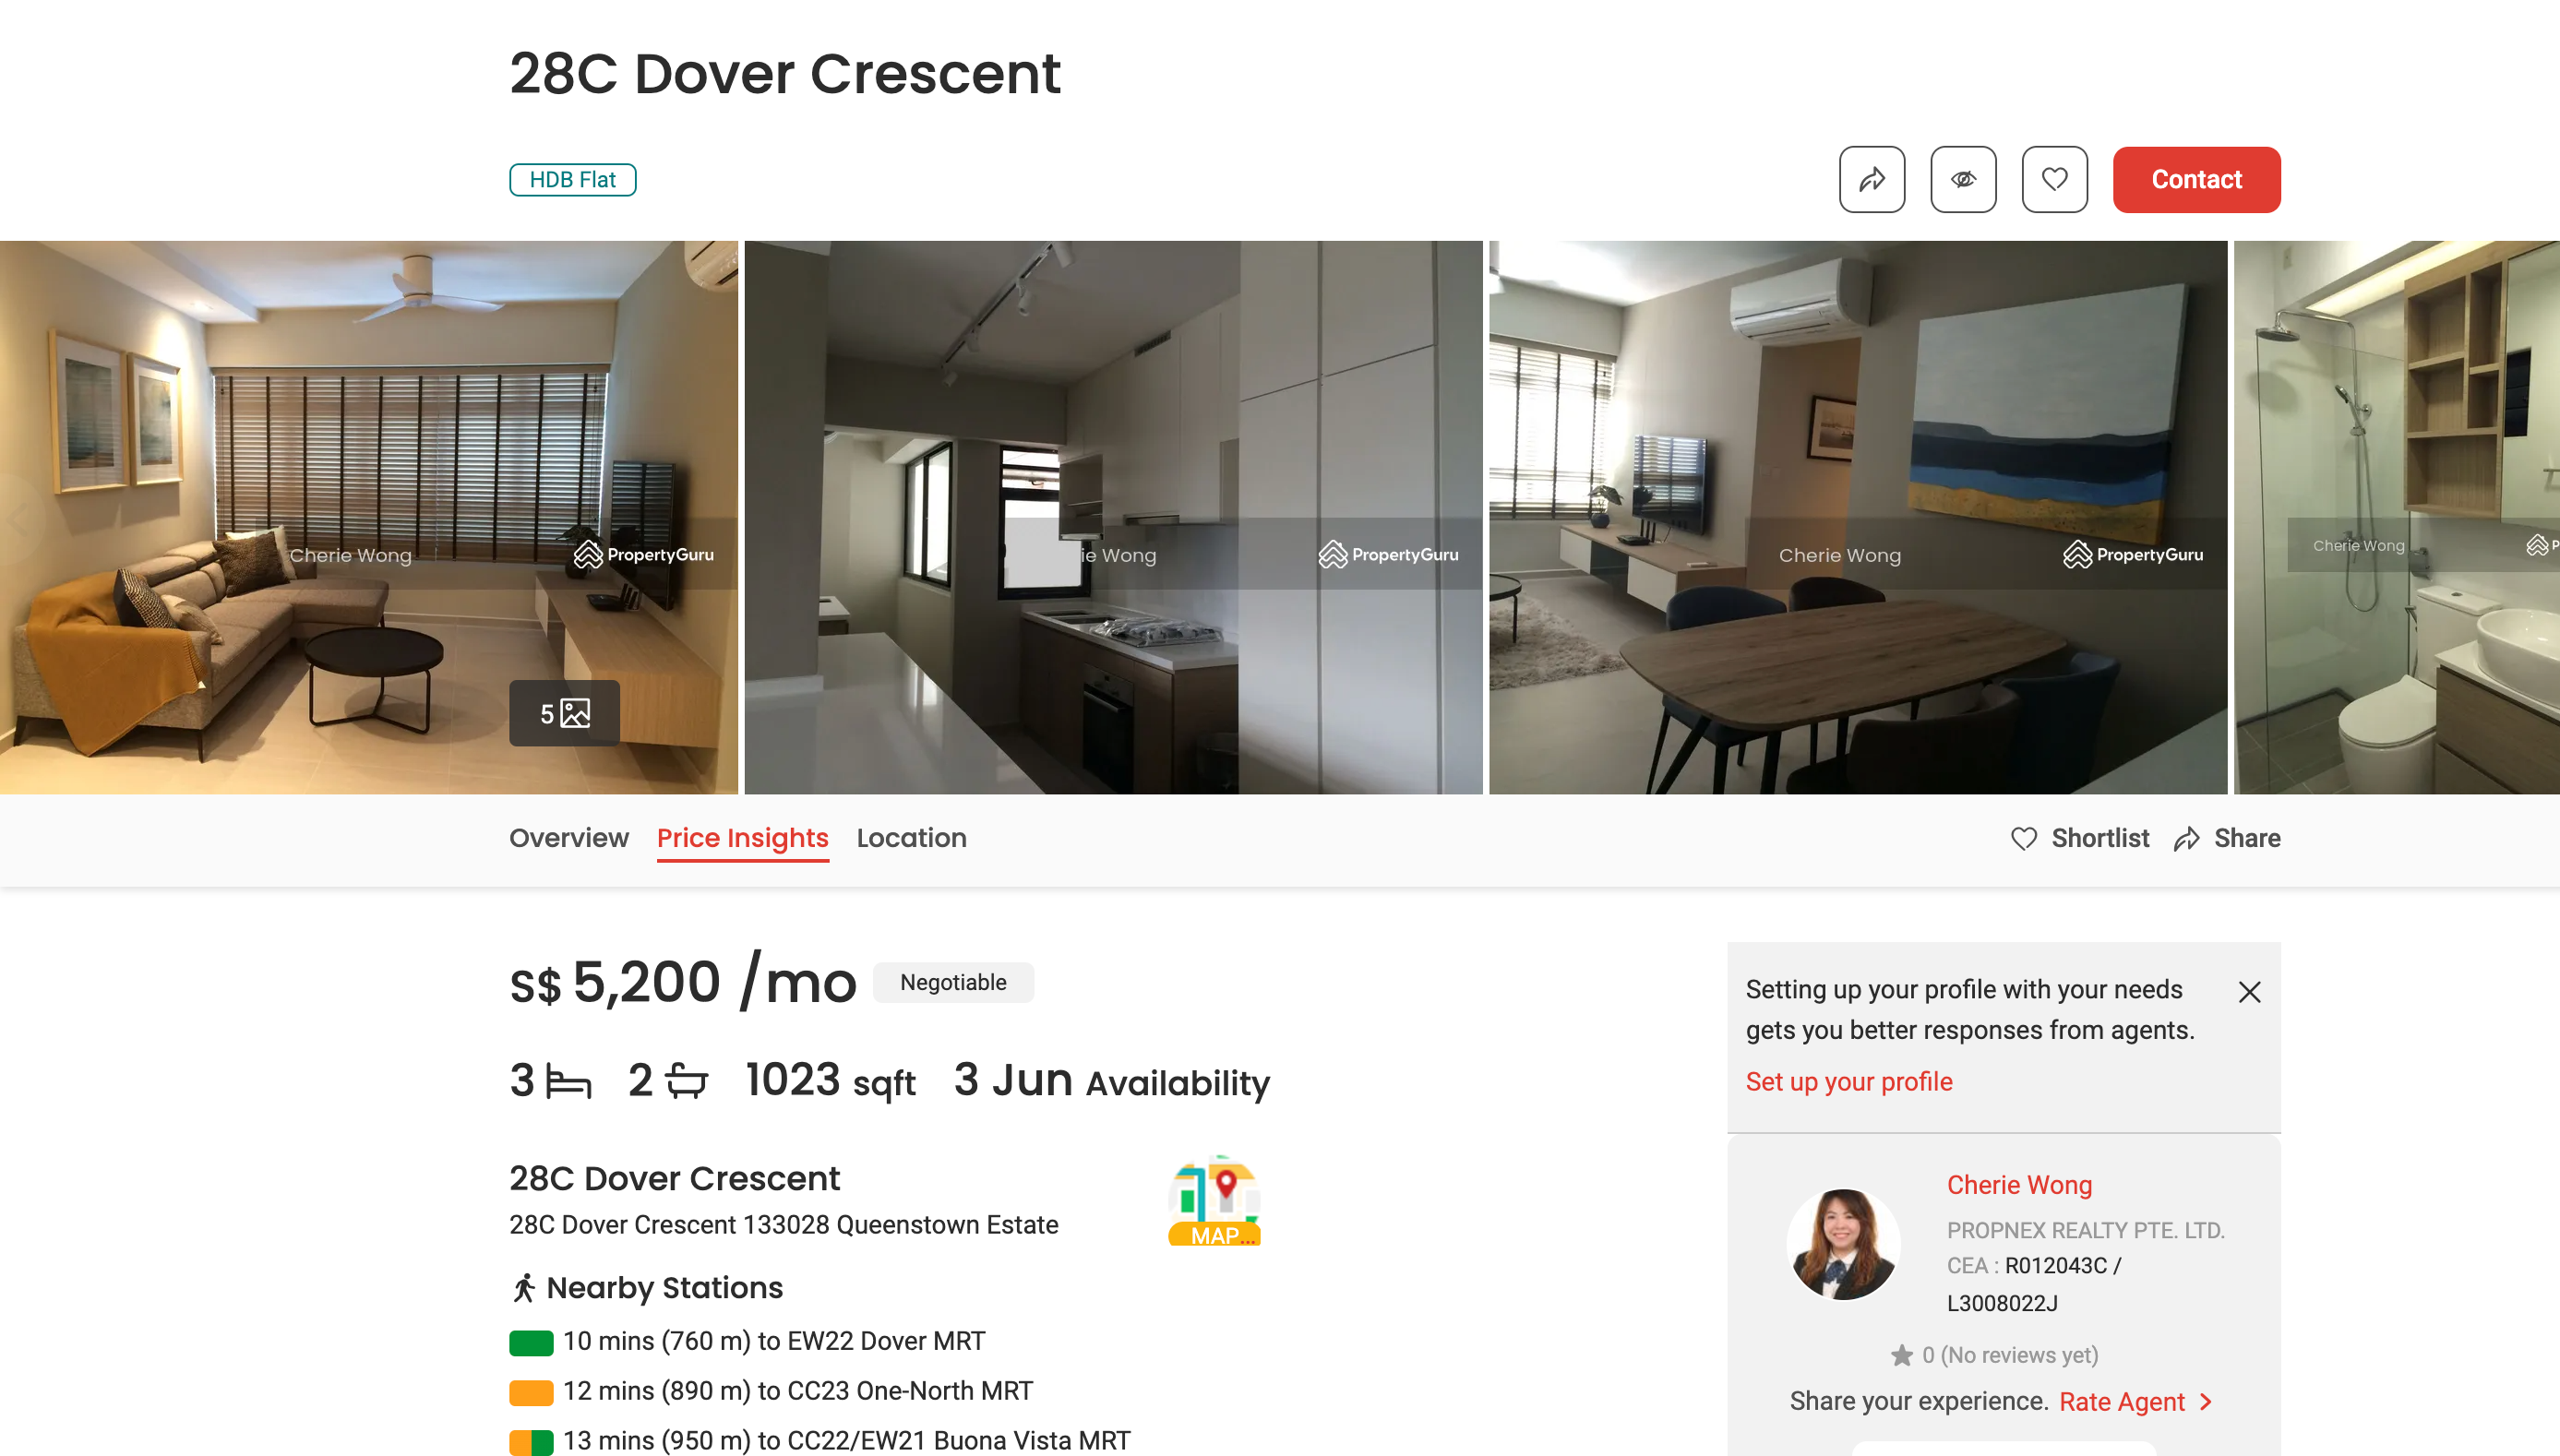 28C Dover Crescent
HDB Flat
Contact
Cherie Wong
PropertyGuru
5
ie Wong
PropertyGuru
Cherie Wong
PropertyGuru
Cherie Wong
P
Overview Price Insights Location
Shortlist Share
S$ 5,200 /mo Negotiable
3 2 1023 sqft 3 Jun Availability
28C Dover Crescent
28C Dover Crescent 133028 Queenstown Estate
MAP...
Nearby Stations
10 mins (760 m) to EW22 Dover MRT
12 mins (890 m) to CC23 One-North MRT
13 mins (950 m) to CC22/EW21 Buona Vista MRT
Setting up your profile with your needs
gets you better responses from agents.
Set up your profile
Cherie Wong
PROPNEX REALTY PTE. LTD.
CEA : R012043C /
L3008022J
0 (No reviews yet)
Share your experience. Rate Agent